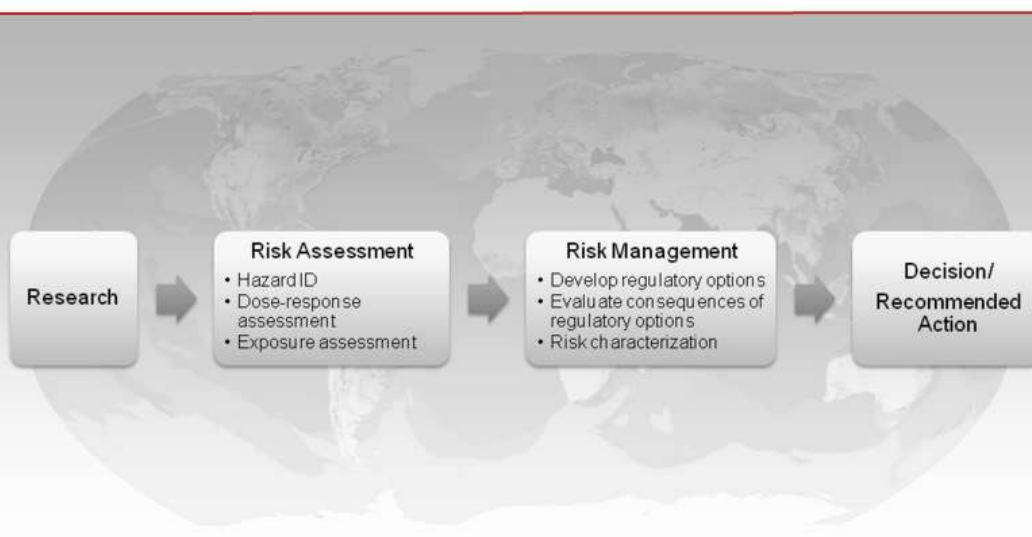 Research
Risk Assessment
• Hazard ID
• Dose-response
assessment
• Exposure assessment
Risk Management
• Develop regulatory options
• Evaluate consequences of
regulatory options
• Risk characterization
Decision/
Recommended
Action